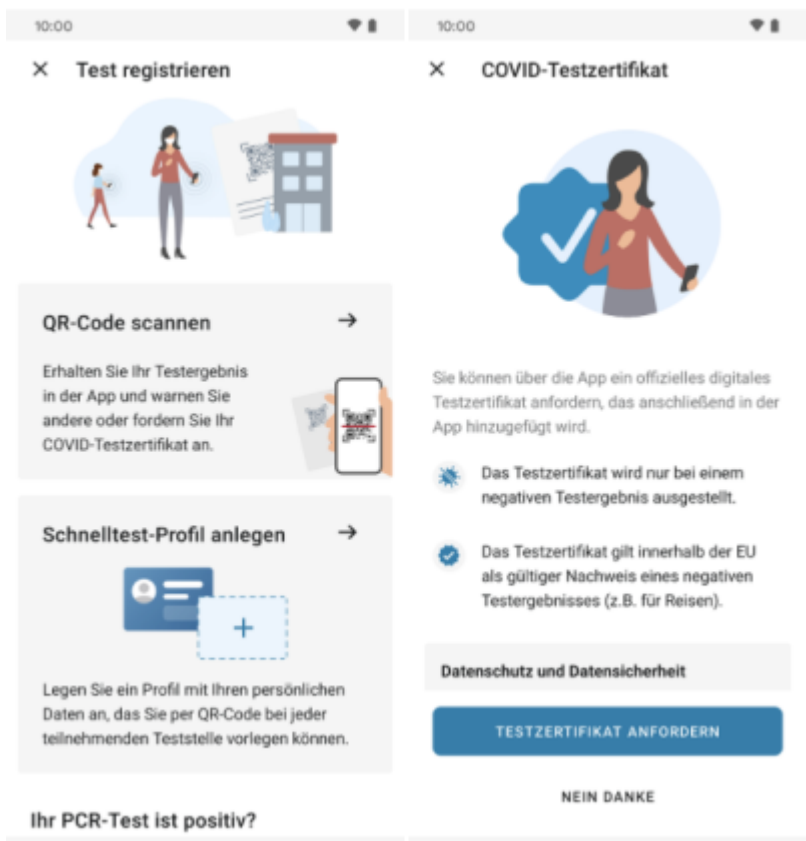 10:00
Test registrieren
QR-Code scannen
Erhalten Sie Ihr Testergebnis
in der App und warnen Sie
andere oder fordern Sie Ihr
COVID-Testzertifikat an.
Schnelltest-Profil anlegen
Legen Sie ein Profil mit Ihren persönlichen
Daten an, das Sie per QR-Code bei jeder
teilnehmenden Teststelle vorlegen können.
Ihr PCR-Test ist positiv?
10:00
COVID-Testzertifikat
Sie können über die App ein offizielles digitales
Testzertifikat anfordern, das anschließend in der
App hinzugefügt wird.
Das Testzertifikat wird nur bei einem
negativen Testergebnis ausgestellt.
Das Testzertifikat gilt innerhalb der EU
als gültiger Nachweis eines negativen
Testergebnisses (z.B. für Reisen).
Datenschutz und Datensicherheit
TESTZERTIFIKAT ANFORDERN
NEIN DANKE